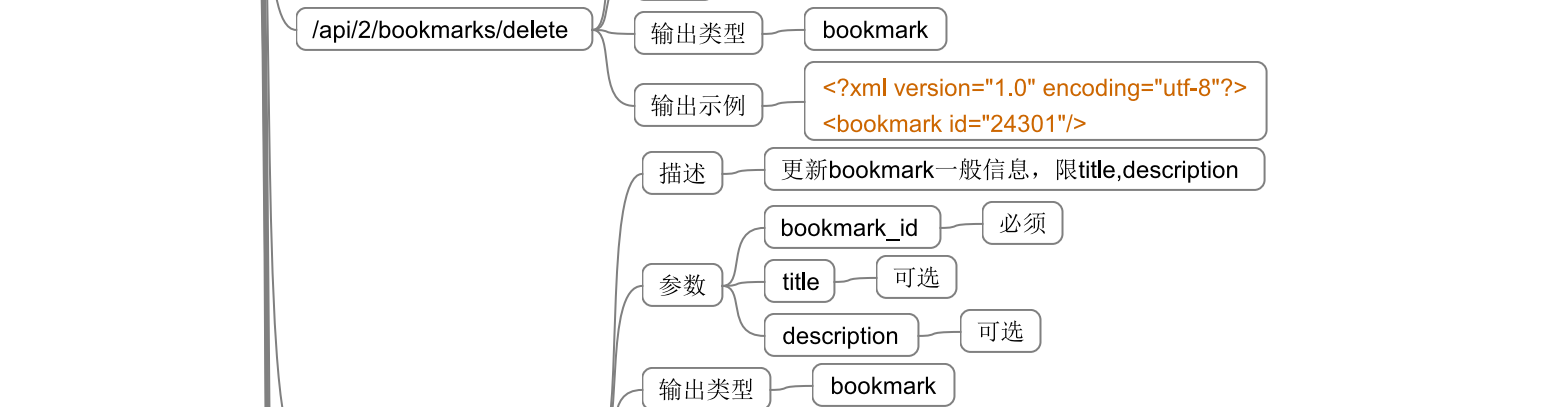 /api/2/bookmarks/delete
输出类型
bookmark
输出示例
<?xml version="1.0" encoding="utf-8"?>
<bookmark id="24301"/>
描述
更新bookmark一般信息，限title,description
参数
bookmark_id
必须
title
可选
description
可选
输出类型
bookmark